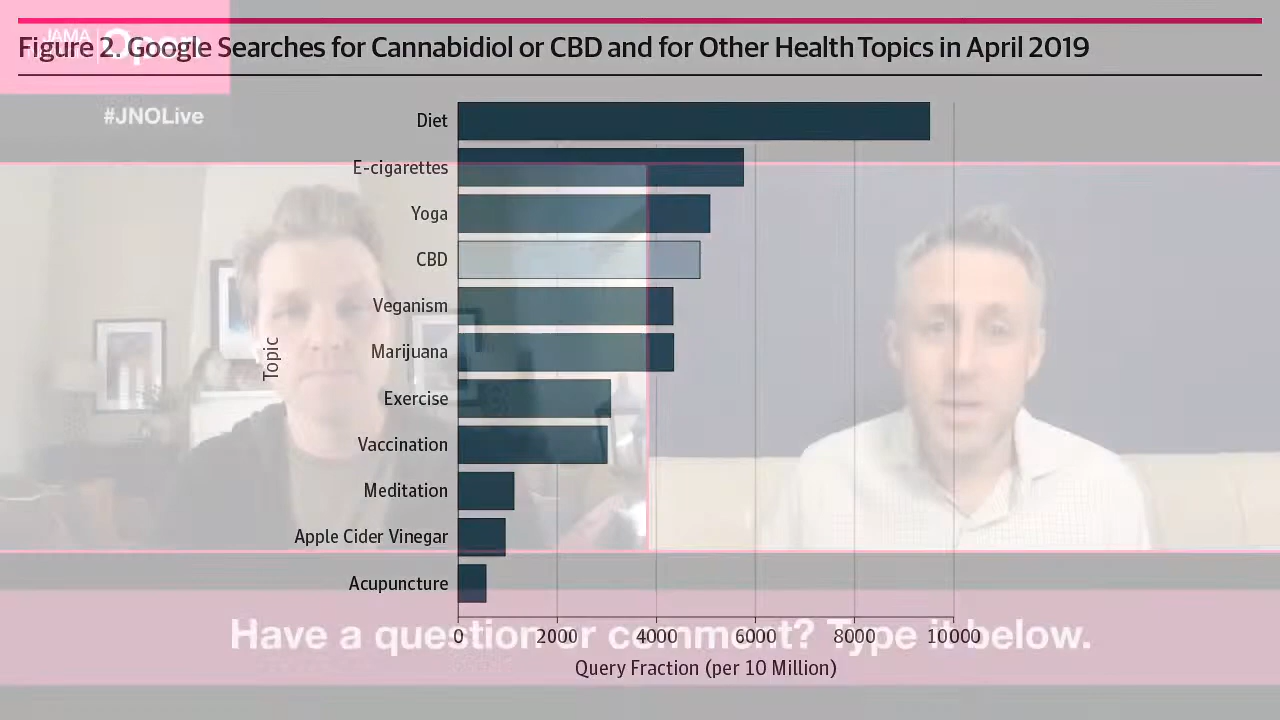 JAMA
Open
Figure 2. Google Searches for Cannabidiol or CBD and for Other Health Topics in April 2019
#JNOLive
Diet
E-cigarettes
Yoga
CBD
Veganism
Marijuana
Exercise
Vaccination
Meditation
Apple Cider Vinegar
Acupuncture
Topic
0 2000 4000 6000 8000 10000
Have a question or comment? Type it below.
Query Fraction (per 10 Million)